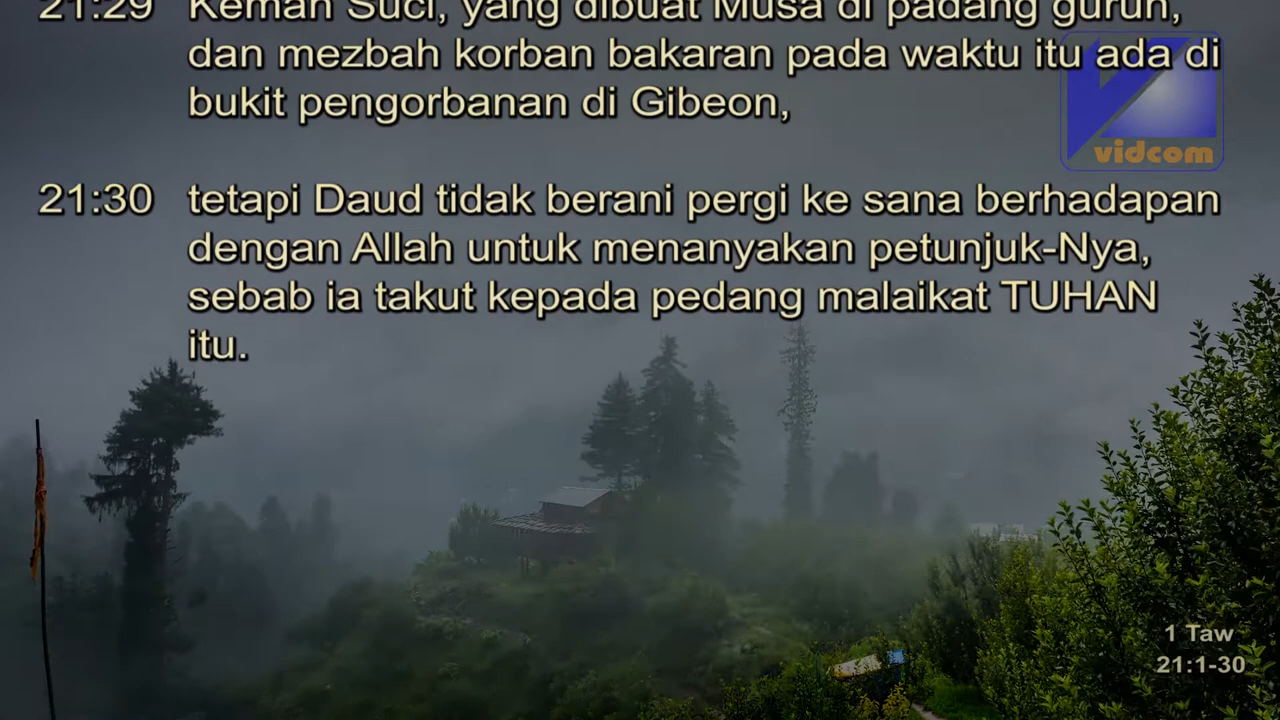 21:29 Kemah Suci, yang dibuat Musa di padang gurun,
dan mezbah korban bakaran pada waktu itu ada di
bukit pengorbanan di Gibeon,
vidcom
21:30 tetapi Daud tidak berani pergi ke sana berhadapan
dengan Allah untuk menanyakan petunjuk-Nya,
sebab ia takut kepada pedang malaikat TUHAN
itu.
1 Taw
21:1-30